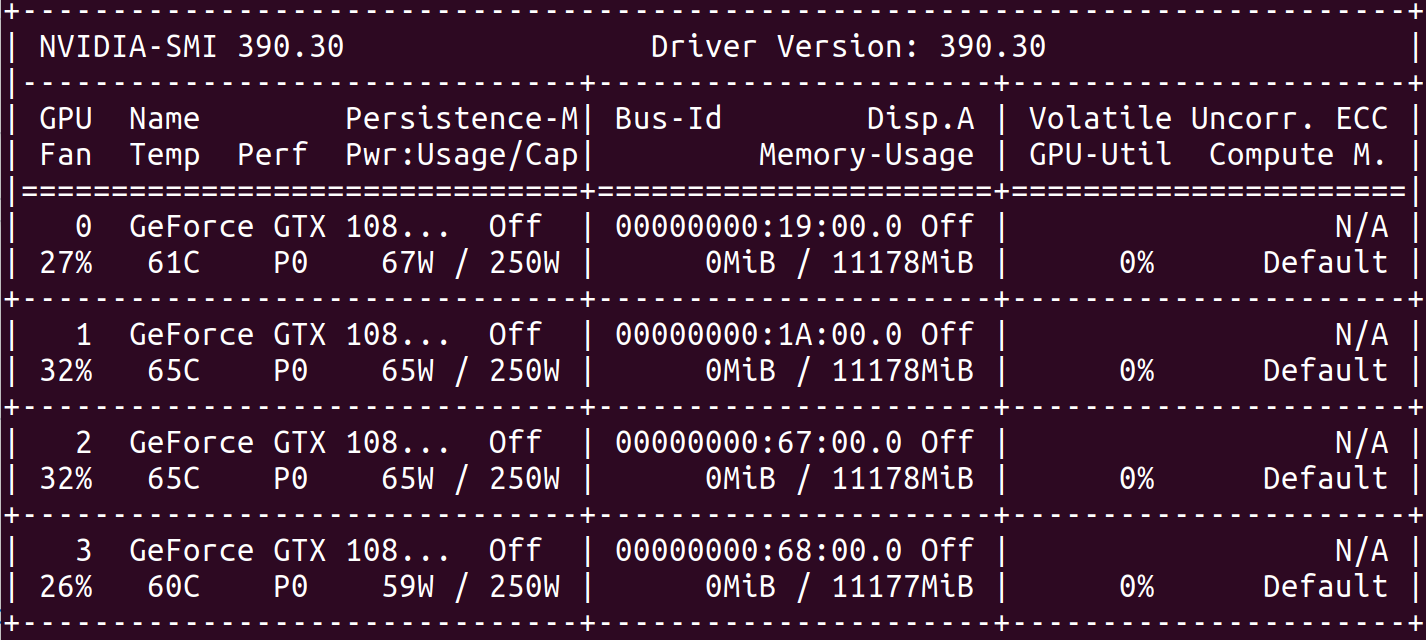 +-----------------------------------------------------------------------------+
| NVIDIA-SMI 390.30                 Driver Version: 390.30                    |
|-------------------------------+----------------------+----------------------+
| GPU  Name        Persistence-M| Bus-Id        Disp.A | Volatile Uncorr. ECC |
| Fan  Temp  Perf  Pwr:Usage/Cap|         Memory-Usage | GPU-Util  Compute M. |
|===============================+======================+======================|
|   0  GeForce GTX 108...  Off  | 00000000:19:00.0 Off |                  N/A |
| 27%   61C    P0    67W / 250W |     0MiB / 11178MiB |      0%      Default |
+-------------------------------+----------------------+----------------------+
|   1  GeForce GTX 108...  Off  | 00000000:1A:00.0 Off |                  N/A |
| 32%   65C    P0    65W / 250W |     0MiB / 11178MiB |      0%      Default |
+-------------------------------+----------------------+----------------------+
|   2  GeForce GTX 108...  Off  | 00000000:67:00.0 Off |                  N/A |
| 32%   65C    P0    65W / 250W |     0MiB / 11178MiB |      0%      Default |
+-------------------------------+----------------------+----------------------+
|   3  GeForce GTX 108...  Off  | 00000000:68:00.0 Off |                  N/A |
| 26%   60C    P0    59W / 250W |     0MiB / 11177MiB |      0%      Default |
+-------------------------------+----------------------+----------------------+